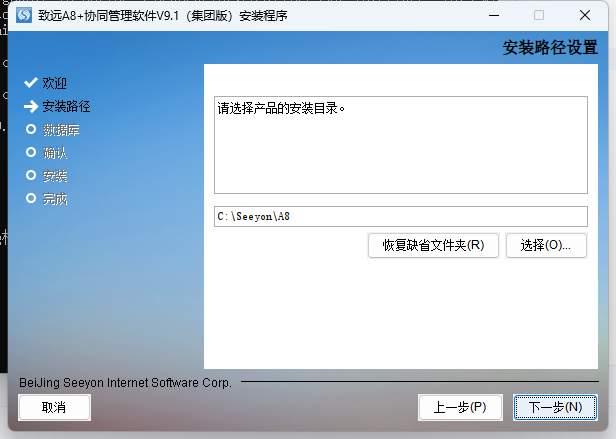 致远A8+协同管理软件V9.1（集团版）安装程序
安装路径设置
欢迎
安装路径
数据库
确认
安装
完成
请选择产品的安装目录。
C:\Seeyon\A8
恢复缺省文件夹(R)
选择(O)...
BeiJing Seeyon Internet Software Corp.
取消
上一步(P)
下一步(N)